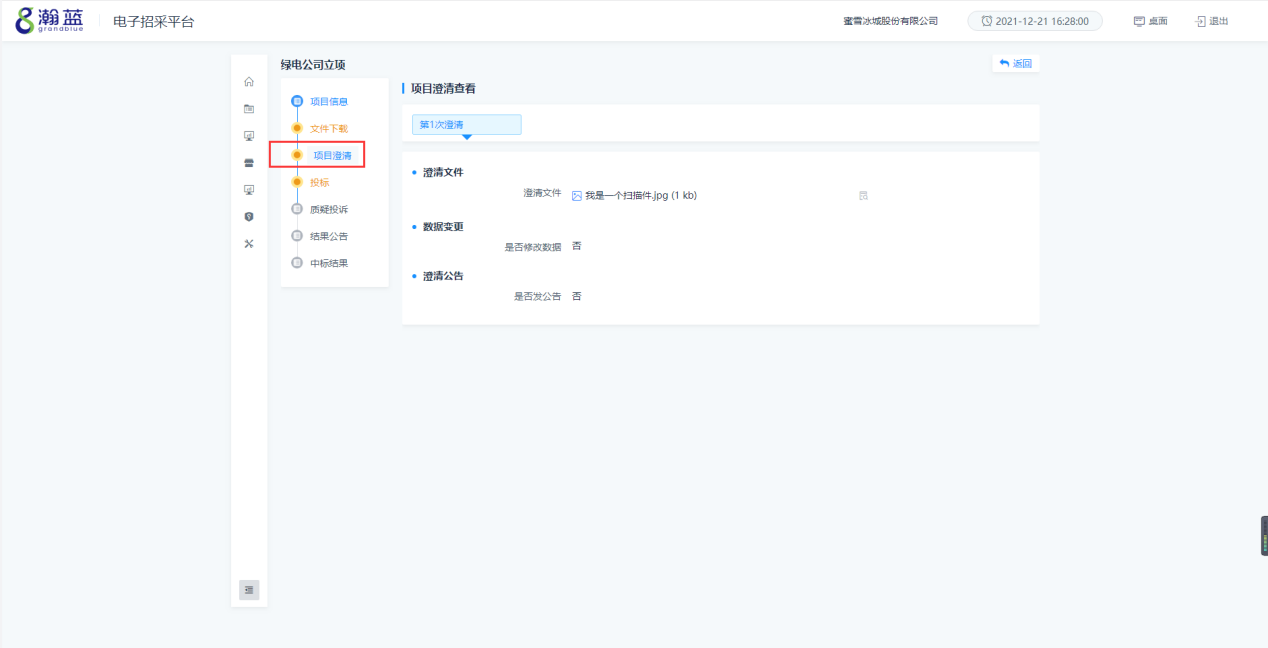 瀚蓝
grandblue
电子招采平台
蜜雪冰城股份有限公司
2021-12-21 16:28:00
桌面
退出
绿电公司立项
返回
项目信息
文件下载
项目澄清
投标
质疑投诉
结果公告
中标结果
项目澄清查看
第1次澄清
澄清文件
澄清文件 我是一个扫描件.jpg (1 kb)
数据变更
是否修改数据 否
澄清公告
是否发公告 否